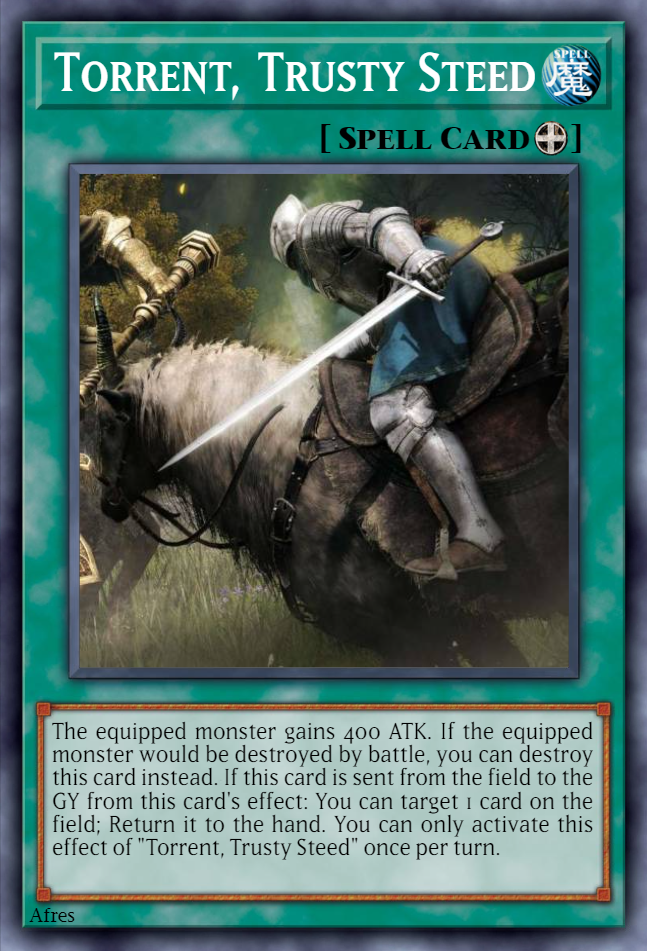 Torrent, Trusty Steed
SPELL
魔
[ Spell Card ]
The equipped monster gains 400 ATK. If the equipped
monster would be destroyed by battle, you can destroy
this card instead. If this card is sent from the field to the
GY from this card's effect: You can target 1 card on the
field; Return it to the hand. You can only activate this
effect of "Torrent, Trusty Steed" once per turn.
Afres